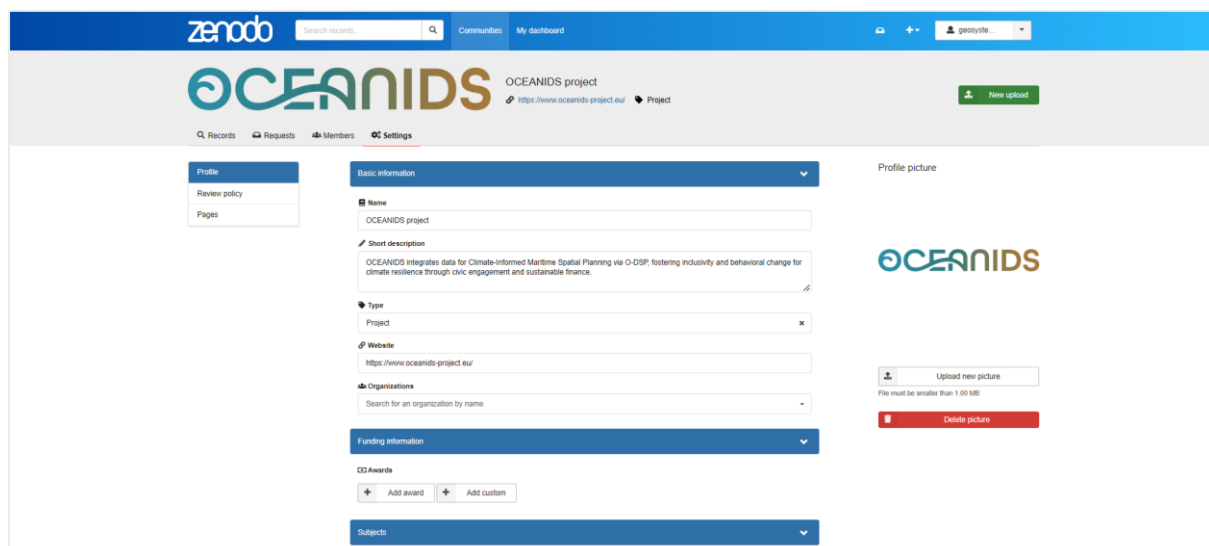 zenodo
Search records...
Communities
My dashboard
geosyste...
OCEANIDS
OCEANIDS project
https://www.oceanids-project.eu/ Project
New upload
Records Requests Members Settings
Profile
Review policy
Pages
Basic information
Name
OCEANIDS project
Short description
OCEANIDS integrates data for Climate-Informed Maritime Spatial Planning via O-DSP, fostering inclusivity and behavioral change for
climate resilience through civic engagement and sustainable finance.
Type
Project
Website
https://www.oceanids-project.eu/
Organizations
Search for an organization by name
Funding information
Awards
Add award
Add custom
Subjects
Profile picture
OCEANIDS
Upload new picture
File must be smaller than 1.00 MB
Delete picture